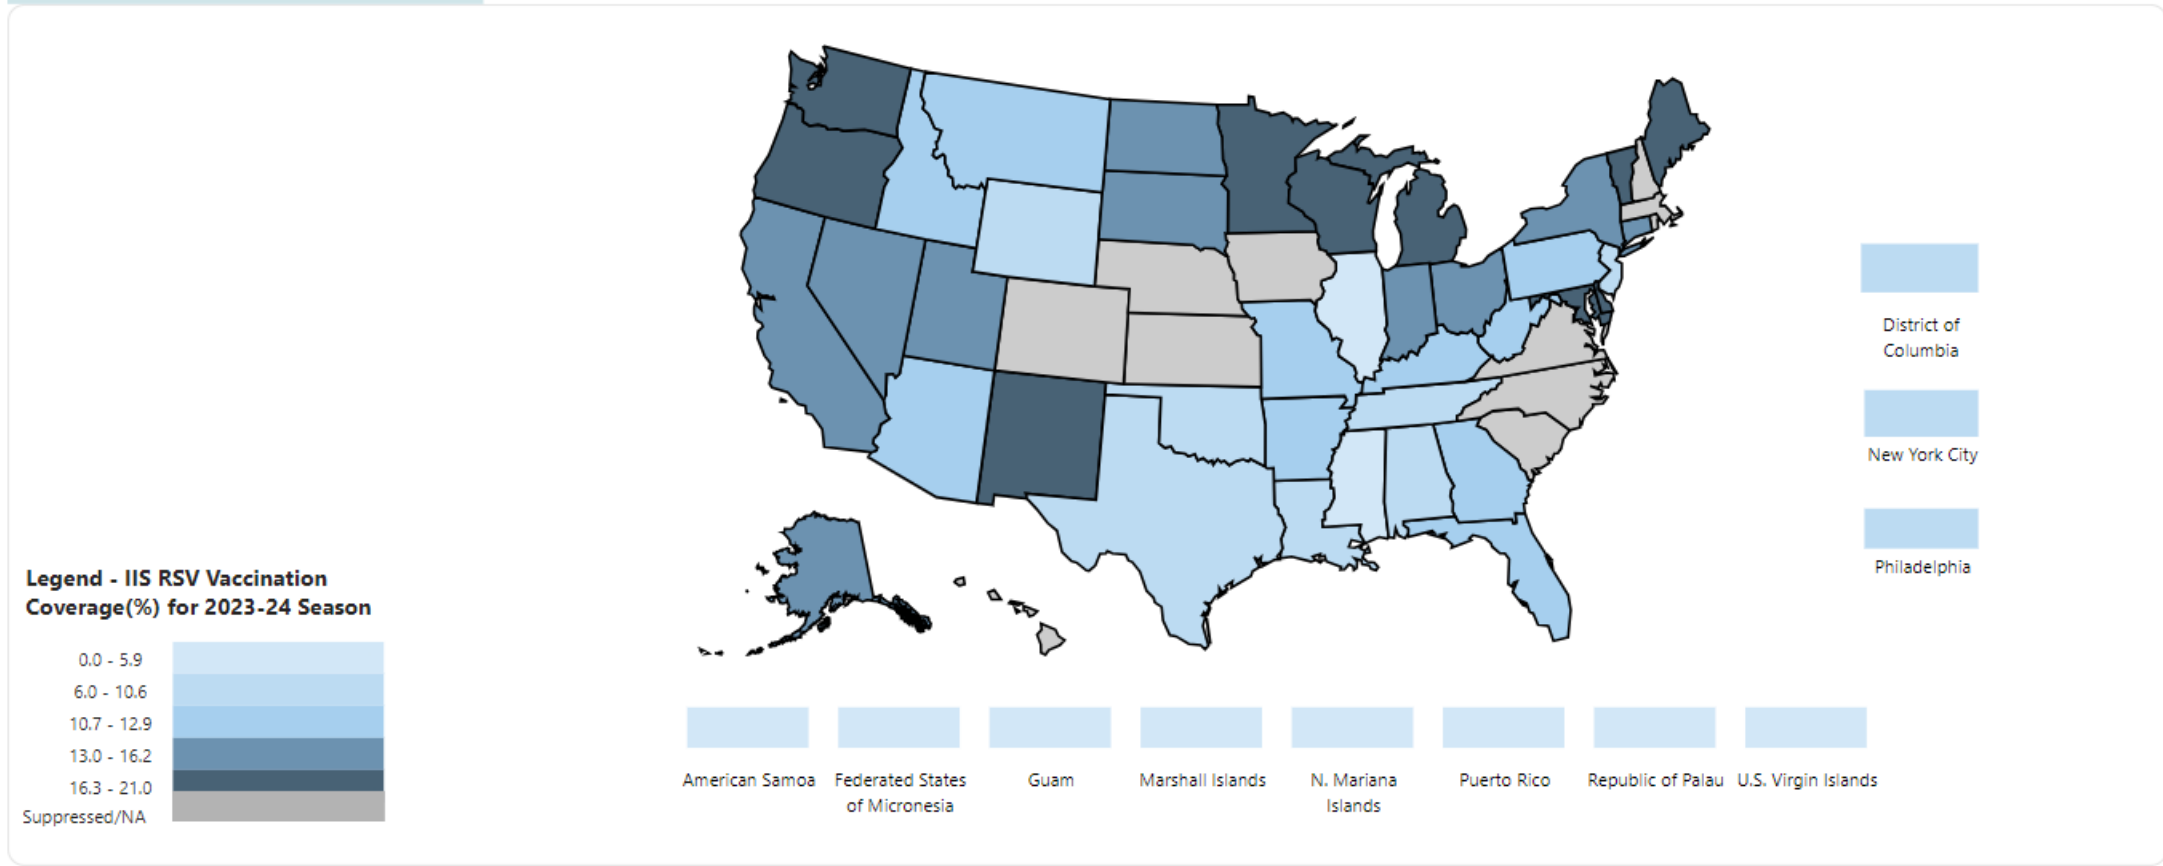 District of
Columbia
New York City
Philadelphia
Legend - IIS RSV Vaccination
Coverage(%) for 2023-24 Season
0.0 - 5.9
6.0 - 10.6
10.7 - 12.9
13.0 - 16.2
16.3 - 21.0
Suppressed/NA
American Samoa
Federated States
of Micronesia
Guam
Marshall Islands
N. Mariana
Islands
Puerto Rico
Republic of Palau
U.S. Virgin Islands